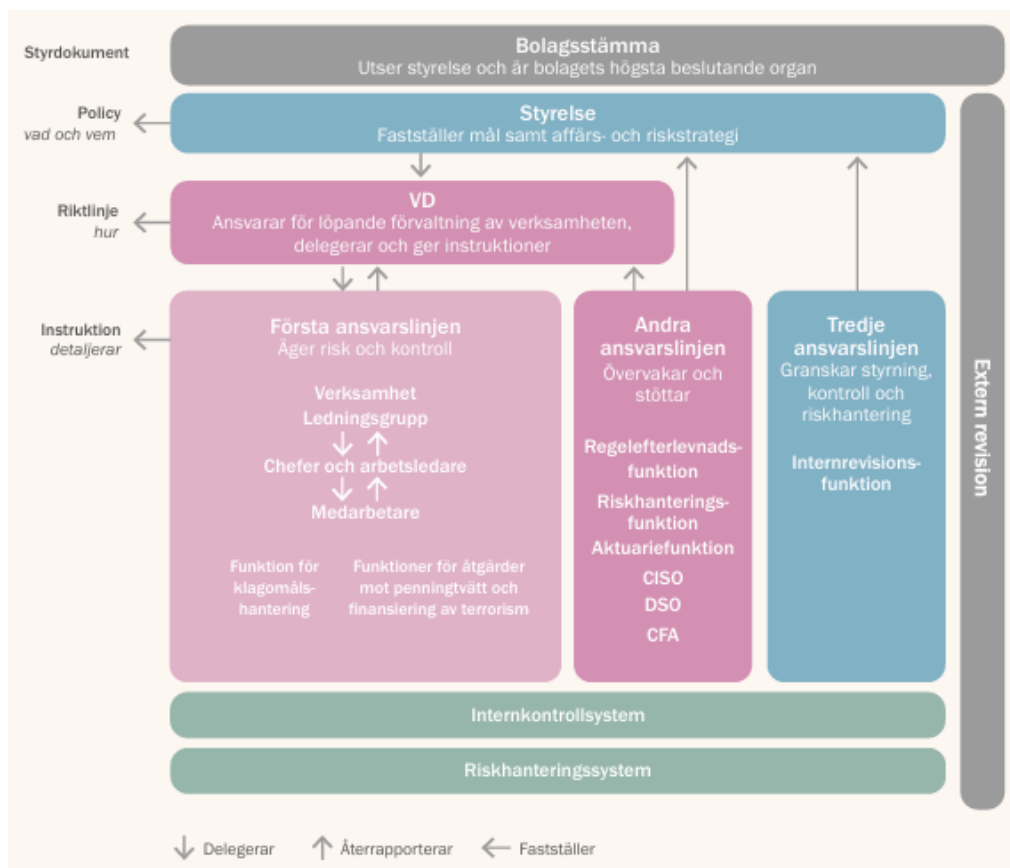 Styrdokument
Bolagsstämma
Utser styrelse och är bolagets högsta beslutande organ
Policy
vad och vem
Styrelse
Fastställer mål samt affärs- och riskstrategi
Riktlinje
hur
VD
Ansvarar för löpande förvaltning av verksamheten,
delegerar och ger instruktioner
Instruktion
detaljerar
Första ansvarslinjen
Äger risk och kontroll
Verksamhet
Ledningsgrupp
Chefer och arbetsledare
Medarbetare
Funktion för
klagomåls-
hantering
Funktioner för åtgärder
mot penningtvätt och
finansiering av terrorism
Andra
ansvarslinjen
Övervakar och
stöttar
Regelefterlevnads-
funktion
Riskhanterings-
funktion
Aktuariefunktion
CISO
DSO
CFA
Tredje
ansvarslinjen
Granskar styrning,
kontroll och
riskhantering
Internrevisions-
funktion
Extern revision
Internkontrollsystem
Riskhanteringssystem
Delegerar
Återrapporterar
Fastställer